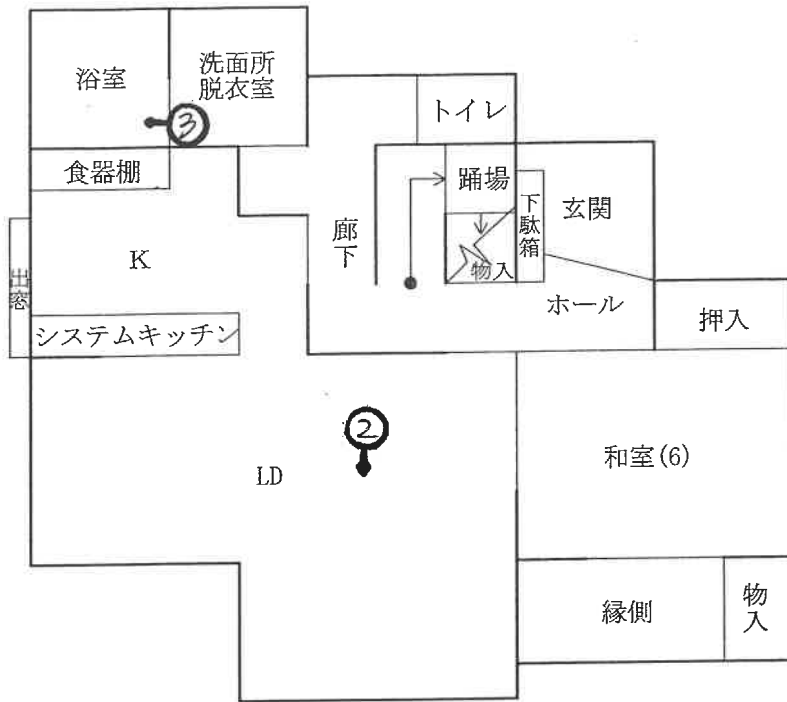 浴室
洗面所
脱衣室
③
トイレ
食器棚
踊場
下駄箱
玄関
廊下
K
出窓
物入
ホール
押入
システムキッチン
②
LD
和室(6)
縁側
物入